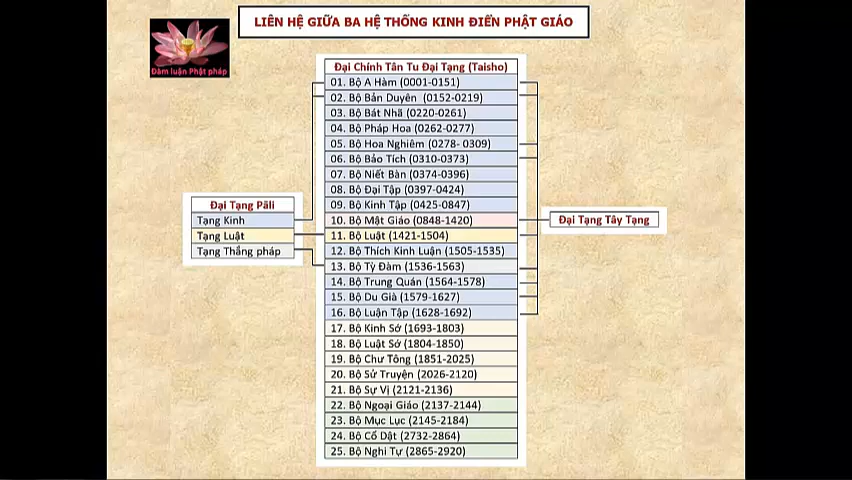 LIÊN HỆ GIỮA BA HỆ THỐNG KINH ĐIỂN PHẬT GIÁO
Đàm luận Phật pháp
Đại Chính Tân Tu Đại Tạng (Taisho)
01. Bộ A Hàm (0001-0151)
02. Bộ Bản Duyên (0152-0219)
03. Bộ Bát Nhã (0220-0261)
04. Bộ Pháp Hoa (0262-0277)
05. Bộ Hoa Nghiêm (0278- 0309)
06. Bộ Bảo Tích (0310-0373)
07. Bộ Niết Bàn (0374-0396)
08. Bộ Đại Tập (0397-0424)
09. Bộ Kinh Tập (0425-0847)
10. Bộ Mật Giáo (0848-1420)
11. Bộ Luật (1421-1504)
12. Bộ Thích Kinh Luận (1505-1535)
13. Bộ Tỳ Đàm (1536-1563)
14. Bộ Trung Quán (1564-1578)
15. Bộ Du Già (1579-1627)
16. Bộ Luận Tập (1628-1692)
17. Bộ Kinh Sớ (1693-1803)
18. Bộ Luật Sớ (1804-1850)
19. Bộ Chư Tông (1851-2025)
20. Bộ Sử Truyện (2026-2120)
21. Bộ Sự Vị (2121-2136)
22. Bộ Ngoại Giáo (2137-2144)
23. Bộ Mục Lục (2145-2184)
24. Bộ Cổ Dật (2732-2864)
25. Bộ Nghi Tự (2865-2920)
Đại Tạng Pāli
Tạng Kinh
Tạng Luật
Tạng Thắng pháp
Đại Tạng Tây Tạng